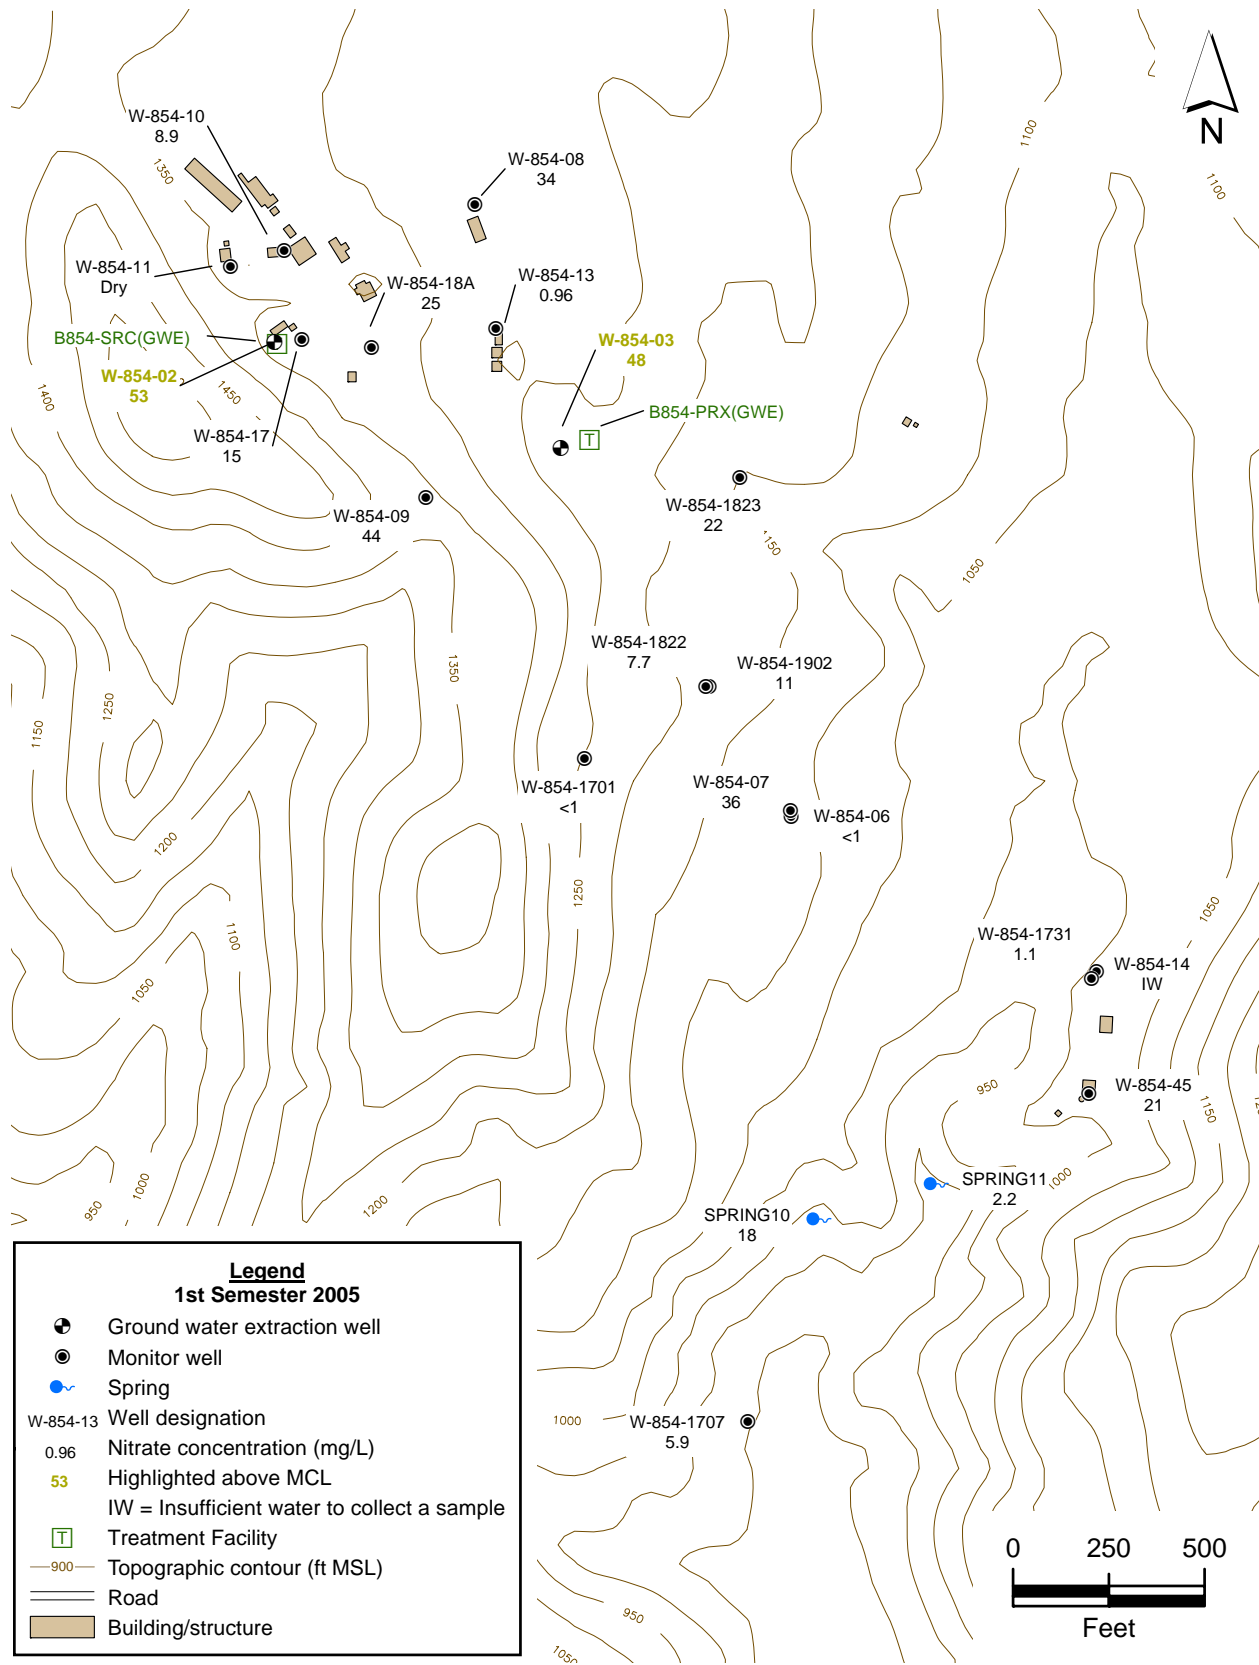 N
1100
1100
W-854-10
8.9
1350
W-854-08
34
W-854-11
Dry
W-854-18A
25
W-854-13
0.96
B854-SRC(GWE)
W-854-03
48
W-854-02
53
1400
1450
W-854-17
15
T
B854-PRX(GWE)
W-854-09
44
W-854-1823
22
1150
1050
W-854-1822
7.7
W-854-1902
11
1350
1250
1150
W-854-1701
<1
W-854-07
36
W-854-06
<1
1200
1250
1050
1100
W-854-1731
1.1
W-854-14
IW
1050
950
W-854-45
21
1150
1000
950
1200
SPRING11
2.2
1000
SPRING10
18
Legend
1st Semester 2005
Ground water extraction well
Monitor well
Spring
W-854-13 Well designation
0.96 Nitrate concentration (mg/L)
53 Highlighted above MCL
IW = Insufficient water to collect a sample
T Treatment Facility
900 Topographic contour (ft MSL)
Road
Building/structure
1000
W-854-1707
5.9
950
1050
0 250 500
Feet